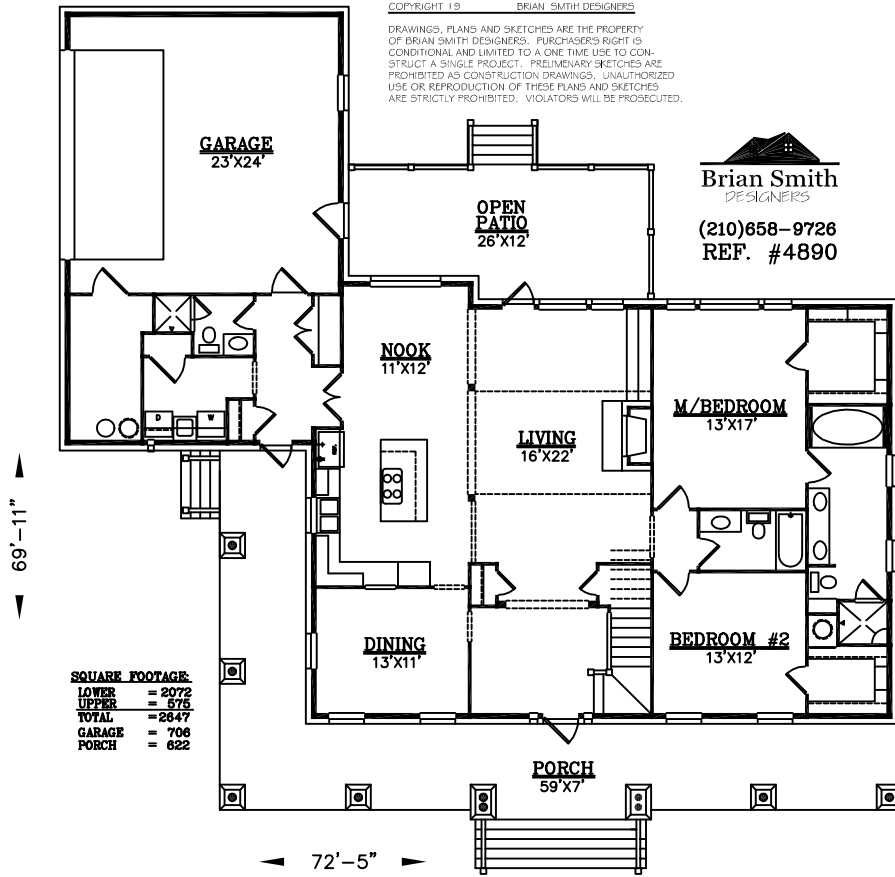 COPYRIGHT 19 BRIAN SMITH DESIGNERS
DRAWINGS, PLANS AND SKETCHES ARE THE PROPERTY
OF BRIAN SMITH DESIGNERS. PURCHASER'S RIGHT IS
CONDITIONAL AND LIMITED TO A ONE TIME USE TO CON-
STRUCT A SINGLE PROJECT. PRELIMENARY SKETCHES ARE
PROHIBITED AS CONSTRUCTION DRAWINGS. UNAUTHORIZED
USE OR REPRODUCTION OF THESE PLANS AND SKETCHES
ARE STRICTLY PROHIBITED. VIOLATORS WILL BE PROSECUTED.
GARAGE
23'X24'
Brian Smith
DESIGNERS
(210)658-9726
REF. #4890
OPEN
PATIO
26'X12'
NOOK
11'X12'
M/BEDROOM
13'X17'
D
W
LIVING
16'X22'
REF.
69'-11"
DINING
13'X11'
BEDROOM #2
13'X12'
SQUARE FOOTAGE:
LOWER = 2072
UPPER = 575
TOTAL =2647
GARAGE = 706
PORCH = 622
PORCH
59'X7'
72'-5"